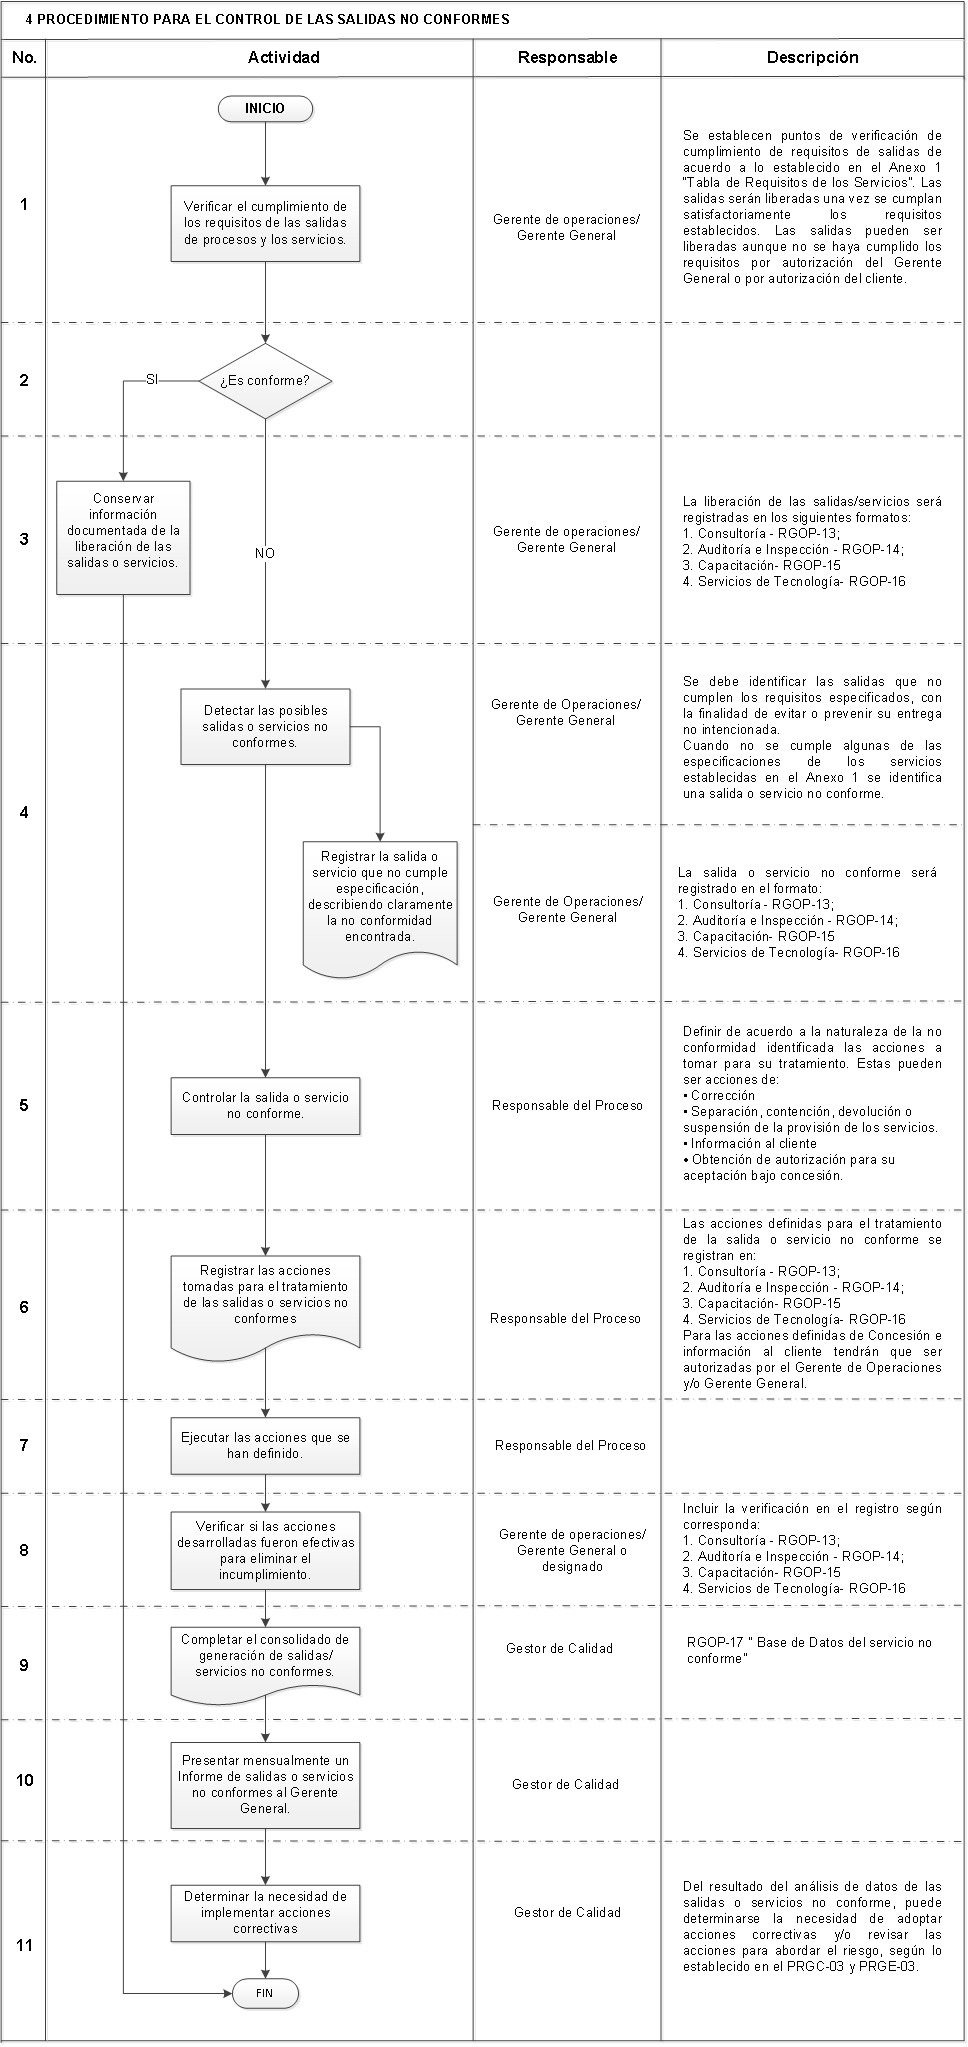 4 PROCEDIMIENTO PARA EL CONTROL DE LAS SALIDAS NO CONFORMES
No.
Actividad
Responsable
Descripción
INICIO
1
Verificar el cumplimiento de
los requisitos de las salidas
de procesos y los servicios.
Gerente de operaciones/
Gerente General
Se establecen puntos de verificación de
cumplimiento de requisitos de salidas de
acuerdo a lo establecido en el Anexo 1
"Tabla de Requisitos de los Servicios". Las
salidas serán liberadas una vez se cumplan
satisfactoriamente los requisitos
establecidos. Las salidas pueden ser
liberadas aunque no se haya cumplido los
requisitos por autorización del Gerente
General o por autorización del cliente.
2
SI
¿Es conforme?
3
Conservar
información
documentada de la
liberación de las
salidas o servicios.
NO
Gerente de operaciones/
Gerente General
La liberación de las salidas/servicios será
registradas en los siguientes formatos:
1. Consultoría - RGOP-13;
2. Auditoría e Inspección - RGOP-14;
3. Capacitación- RGOP-15
4. Servicios de Tecnología- RGOP-16
4
Detectar las posibles
salidas o servicios no
conformes.
Gerente de Operaciones/
Gerente General
Se debe identificar las salidas que no
cumplen los requisitos especificados, con
la finalidad de evitar o prevenir su entrega
no intencionada.
Cuando no se cumple algunas de las
especificaciones de los servicios
establecidas en el Anexo 1 se identifica
una salida o servicio no conforme.
Registrar la salida o
servicio que no cumple
especificación,
describiendo claramente
la no conformidad
encontrada.
Gerente de Operaciones/
Gerente General
La salida o servicio no conforme será
registrado en el formato:
1. Consultoría - RGOP-13;
2. Auditoría e Inspección - RGOP-14;
3. Capacitación- RGOP-15
4. Servicios de Tecnología- RGOP-16
5
Controlar la salida o servicio
no conforme.
Responsable del Proceso
Definir de acuerdo a la naturaleza de la no
conformidad identificada las acciones a
tomar para su tratamiento. Estas pueden
ser acciones de:
▪ Corrección
▪ Separación, contención, devolución o
suspensión de la provisión de los servicios.
▪ Información al cliente
• Obtención de autorización para su
aceptación bajo concesión.
6
Registrar las acciones
tomadas para el tratamiento
de las salidas o servicios no
conformes
Responsable del Proceso
Las acciones definidas para el tratamiento
de la salida o servicio no conforme se
registran en:
1. Consultoría - RGOP-13;
2. Auditoría e Inspección - RGOP-14;
3. Capacitación- RGOP-15
4. Servicios de Tecnología- RGOP-16
Para las acciones definidas de Concesión e
información al cliente tendrán que ser
autorizadas por el Gerente de Operaciones
y/o Gerente General.
7
Ejecutar las acciones que se
han definido.
Responsable del Proceso
8
Verificar si las acciones
desarrolladas fueron efectivas
para eliminar el
incumplimiento.
Gerente de operaciones/
Gerente General o
designado
Incluir la verificación en el registro según
corresponda:
1. Consultoría - RGOP-13;
2. Auditoría e Inspección - RGOP-14;
3. Capacitación- RGOP-15
4. Servicios de Tecnología- RGOP-16
9
Completar el consolidado de
generación de salidas/
servicios no conformes.
Gestor de Calidad
RGOP-17 " Base de Datos del servicio no
conforme"
10
Presentar mensualmente un
Informe de salidas o servicios
no conformes al Gerente
General.
Gestor de Calidad
11
Determinar la necesidad de
implementar acciones
correctivas
Gestor de Calidad
Del resultado del análisis de datos de las
salidas o servicios no conforme, puede
determinarse la necesidad de adoptar
acciones correctivas y/o revisar las
acciones para abordar el riesgo, según lo
establecido en el PRGC-03 y PRGE-03.
FIN